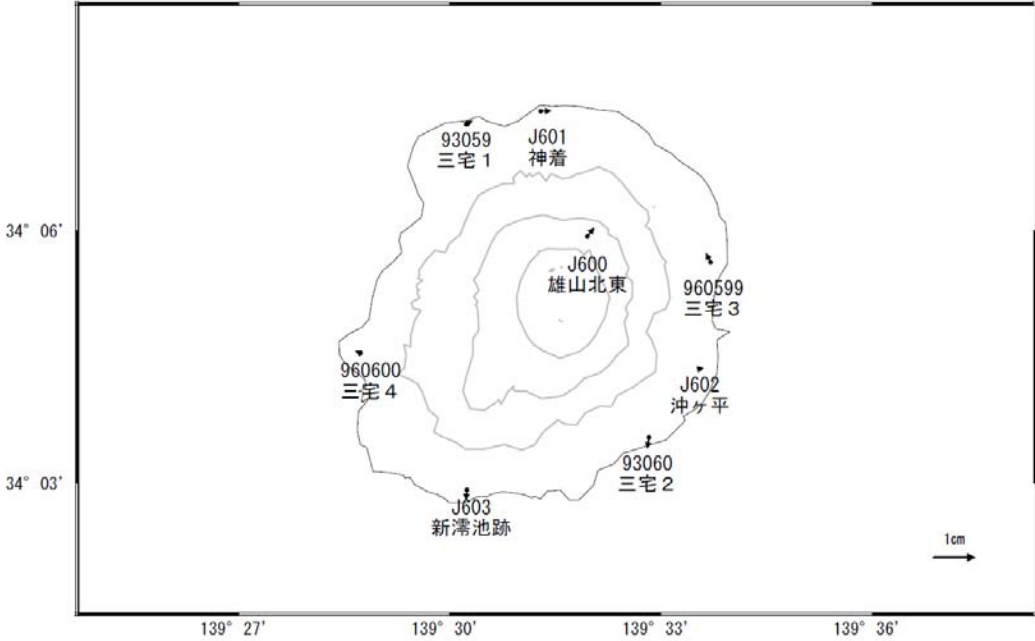 93059
三宅１
J601
神着
34° 06'
J600
雄山北東
960599
三宅３
960600
三宅４
J602
沖ヶ平
93060
三宅２
34° 03'
J603
新澪池跡
1cm
139° 27'
139° 30'
139° 33'
139° 36'